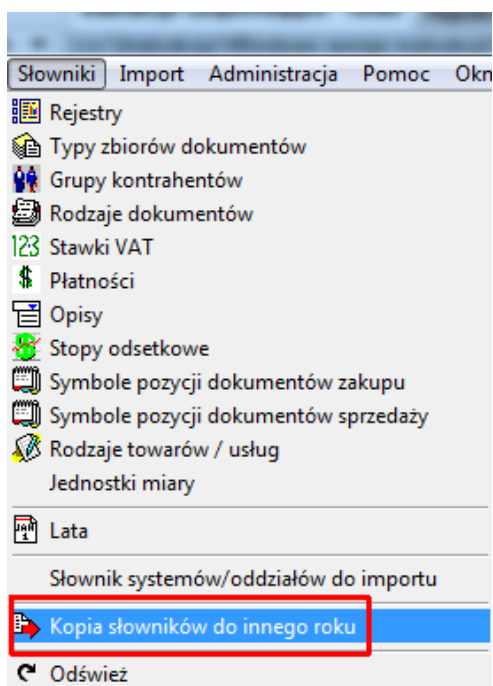 Słowniki Import Administracja Pomoc Okn
Rejestry
Typy zbiorów dokumentów
Grupy kontrahentów
Rodzaje dokumentów
123 Stawki VAT
$ Płatności
Opisy
Stopy odsetkowe
Symbole pozycji dokumentów zakupu
Symbole pozycji dokumentów sprzedaży
Rodzaje towarów / usług
Jednostki miary
Lata
Słownik systemów/oddziałów do importu
Kopia słowników do innego roku
Odśwież